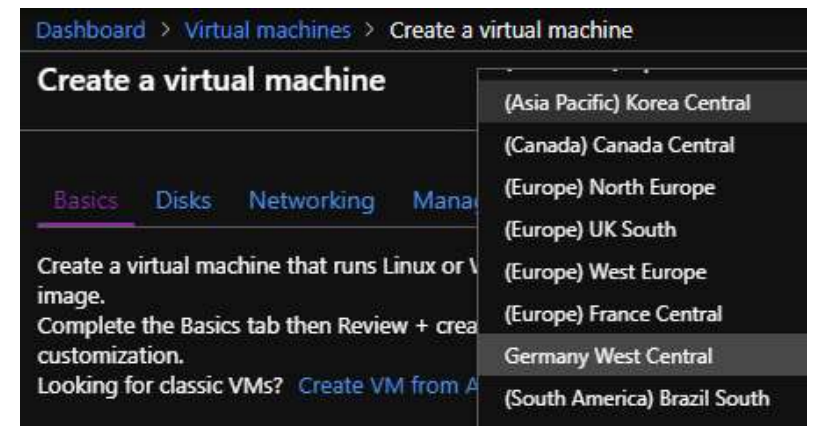 Dashboard > Virtual machines > Create a virtual machine
Create a virtual machine
Basics Disks Networking
Create a virtual machine that runs Linux or
image.
Complete the Basics tab then Review +
customization.
Looking for classic VMs? Create VM from
(Asia Pacific) Korea Central
(Canada) Canada Central
(Europe) North Europe
(Europe) UK South
(Europe) West Europe
(Europe) France Central
Germany West Central
(South America) Brazil South